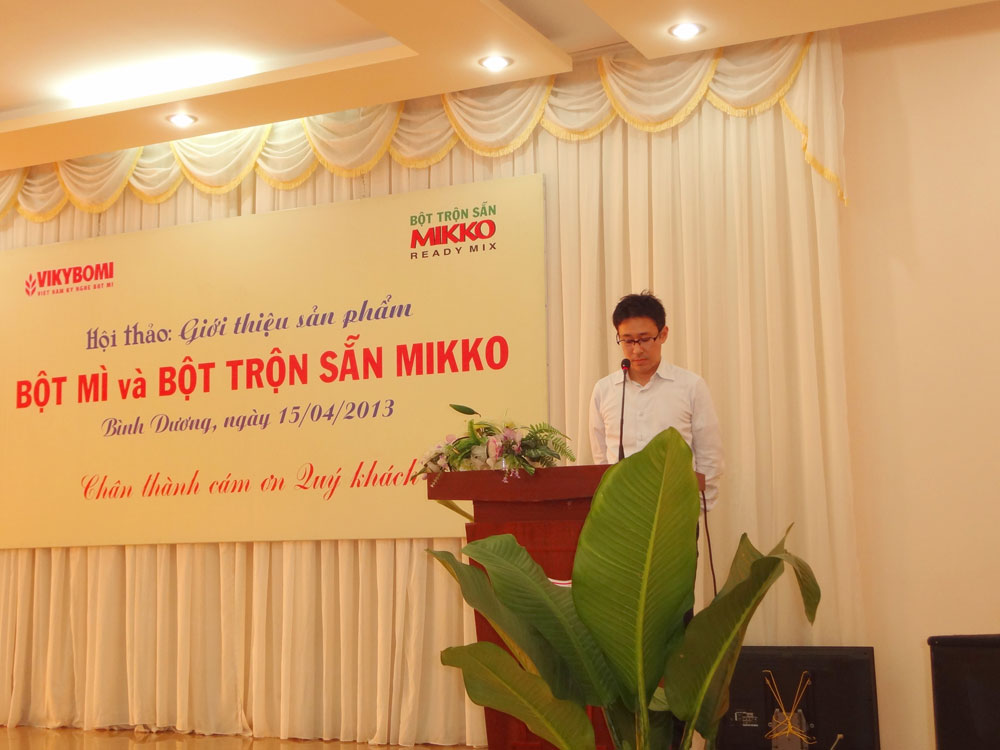 VIKYBOMI
VIỆT NAM KỸ NGHỆ BỘT MÌ
BỘT TRỘN SẴN
MIKKO
READY MIX
Hội thảo: Giới thiệu sản phẩm
BỘT MÌ và BỘT TRỘN SẴN MIKKO
Bình Dương, ngày 15/04/2013
Chân thành cám ơn Quý khách